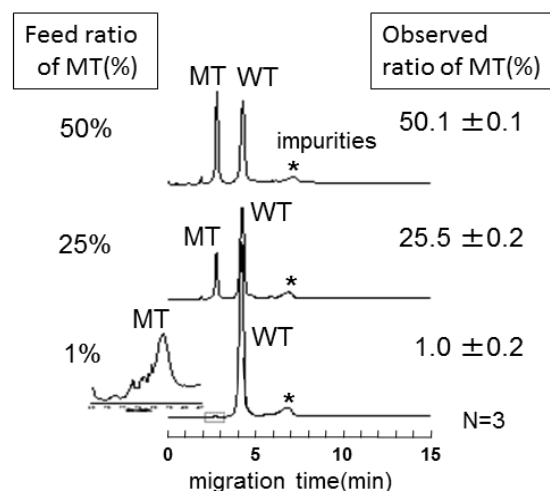 Feed ratio
of MT(%)
Observed
ratio of MT(%)
50%
MT
WT
impurities
*
50.1 ±0.1
25%
MT
WT
*
25.5 ±0.2
1%
MT
WT
*
1.0 ±0.2
N=3
0 5 10 15
migration time(min)